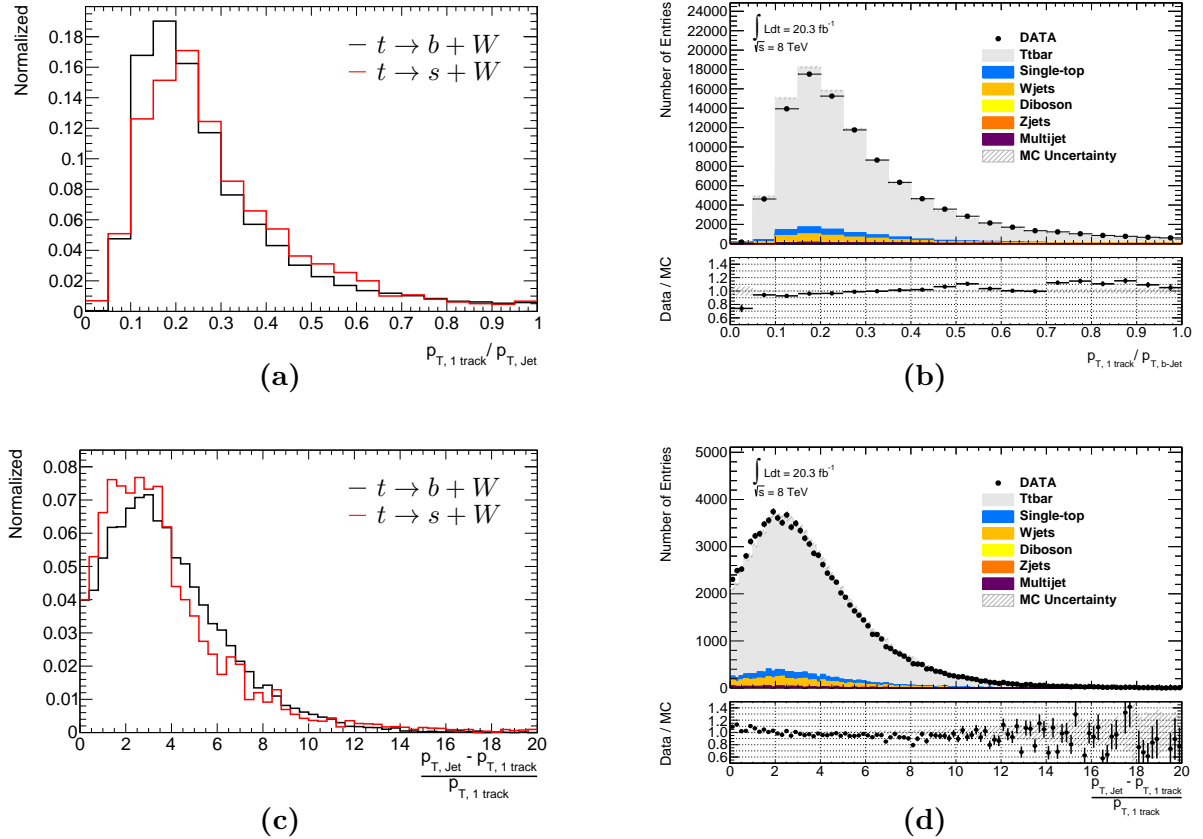 Normalized
0.18
0.16
0.14
0.12
0.1
0.08
0.06
0.04
0.02
0
t → b + W
t → s + W
0 0.1 0.2 0.3 0.4 0.5 0.6 0.7 0.8 0.9 1
p_T, 1 track / p_T, Jet
(a)
Number of Entries
24000
22000
20000
18000
16000
14000
12000
10000
8000
6000
4000
2000
0
∫ Ldt = 20.3 fb⁻¹
√s = 8 TeV
DATA
Ttbar
Single-top
Wjets
Diboson
Zjets
Multijet
MC Uncertainty
Data / MC
1.4
1.2
1.0
0.8
0.6
0.0 0.1 0.2 0.3 0.4 0.5 0.6 0.7 0.8 0.9 1.0
p_T, 1 track / p_T, b-Jet
(b)
Normalized
0.08
0.07
0.06
0.05
0.04
0.03
0.02
0.01
0
t → b + W
t → s + W
0 2 4 6 8 10 12 14 16 18 20
p_T, Jet - p_T, 1 track
p_T, 1 track
(c)
Number of Entries
5000
4000
3000
2000
1000
0
∫ Ldt = 20.3 fb⁻¹
√s = 8 TeV
DATA
Ttbar
Single-top
Wjets
Diboson
Zjets
Multijet
MC Uncertainty
Data / MC
1.4
1.2
1.0
0.8
0.6
0 2 4 6 8 10 12 14 16 18 20
p_T, Jet - p_T, 1 track
p_T, 1 track
(d)